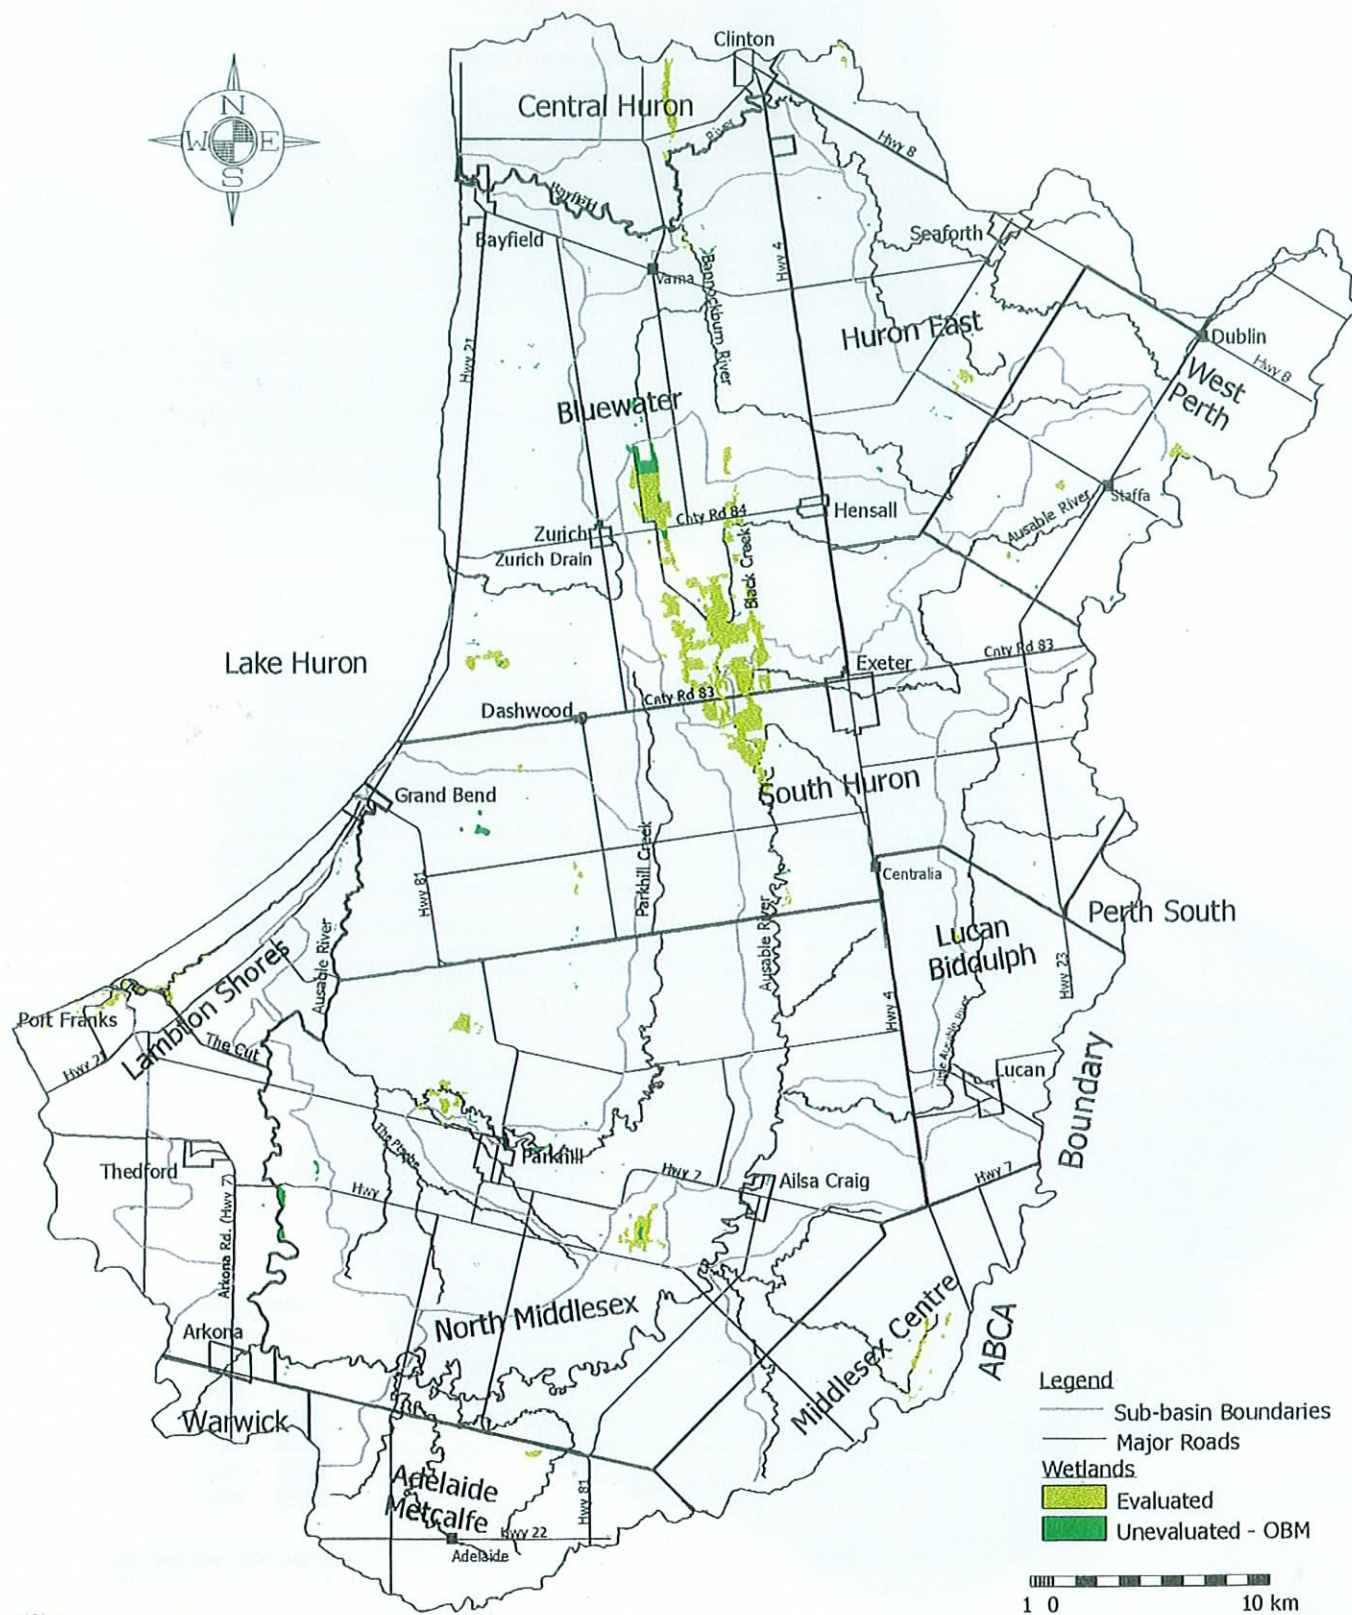 Clinton
Central Huron
N
W E
S
River
Hwy 8
Bayfield
Seaforth
Bayfield
Hwy 4
Varna
Bannockburn River
Huron East
Dublin
Hwy 8
Hwy 21
West
Perth
Bluewater
Staffa
Ausable River
Hensall
Cnty Rd 84
Zurich
Zurich Drain
Black Creek
Lake Huron
Exeter
Cnty Rd 83
Cnty Rd 83
Dashwood
South Huron
Grand Bend
Parkhill Creek
Centralia
Hwy 81
Perth South
Lucan
Biddulph
Ausable River
Ausable River
Hwy 23
Lambton Shores
Hwy 4
Port Franks
The Cut
Hwy 21
Little Ausable River
Lucan
Boundary
Parkhill
Thedford
Hwy 7
Ailsa Craig
Hwy 7
Hwy
Arkona Rd. (Hwy 7)
North Middlesex
Middlesex Centre
ABCA
Arkona
Warwick
Adelaide
Metcalfe
Hwy 81
Hwy 22
Adelaide
Legend
Sub-basin Boundaries
Major Roads
Wetlands
Evaluated
Unevaluated - OBM
1 0 10 km